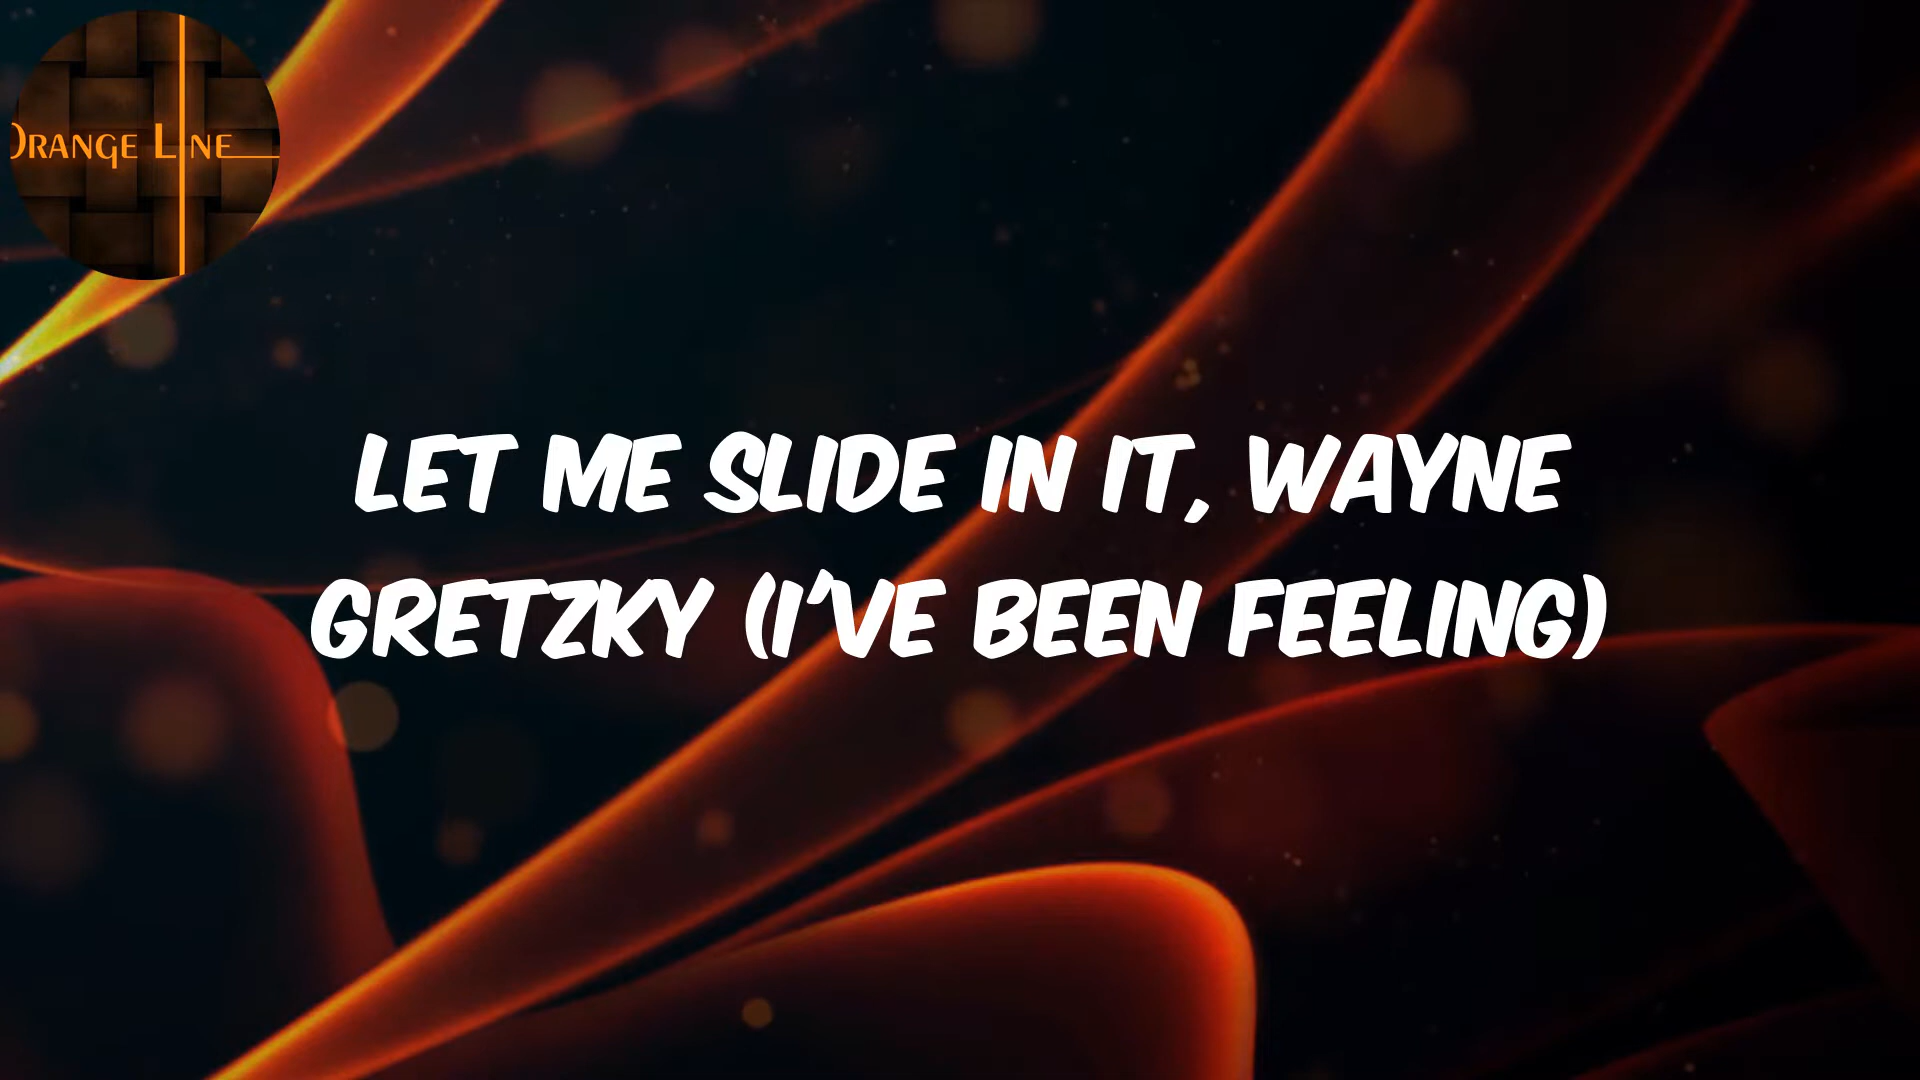 ORANGE LINE
LET ME SLIDE IN IT, WAYNE
GRETZKY (I'VE BEEN FEELING)